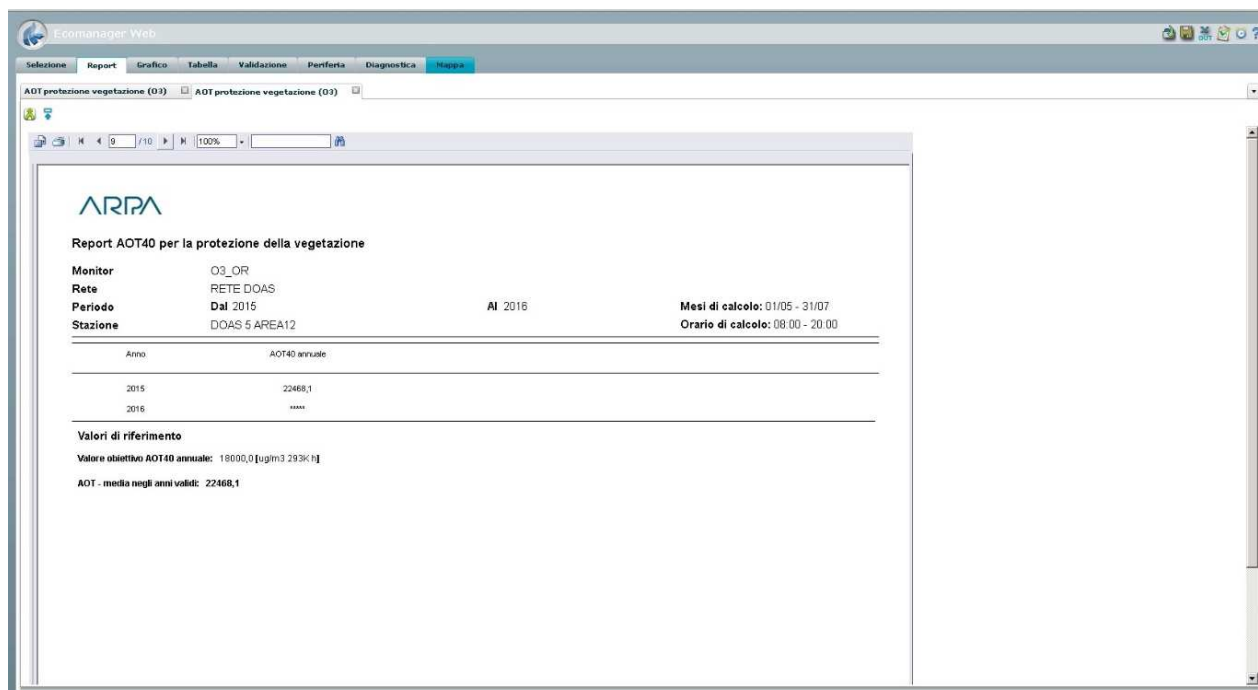 Ecomanager Web
Selezione Report Grafico Tabella Validazione Periferia Diagnostica Mappa
AOT protezione vegetazione (O3) AOT protezione vegetazione (O3)
9 /10 100%
ARPA
Report AOT40 per la protezione della vegetazione
Monitor O3_OR
Rete RETE DOAS
Periodo Dal 2015 Al 2016 Mesi di calcolo: 01/05 - 31/07
Stazione DOAS 5 AREA12 Orario di calcolo: 08:00 - 20:00
Anno AOT40 annuale
2015 22468,1
2016 *****
Valori di riferimento
Valore obiettivo AOT40 annuale: 18000,0 [ug/m3 293K h]
AOT - media negli anni validi: 22468,1